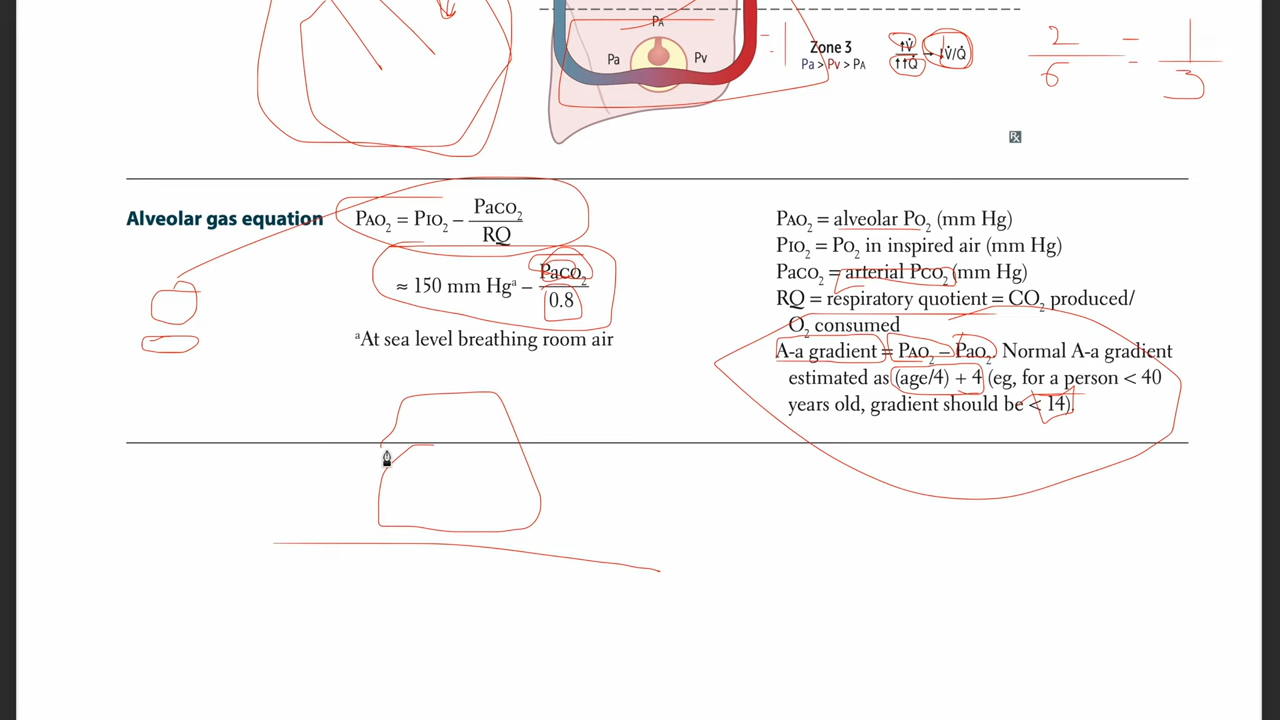 PA
Pa
Pv
= 1
Zone 3
Pa > Pv > PA
↑V̇
↑↑Q̇
→ ↓V̇/Q̇
2/6 = 1/3
Rx
Alveolar gas equation
PAO₂ = PIO₂ – PaCO₂/RQ
≈ 150 mm Hgᵃ – PaCO₂/0.8
ᵃAt sea level breathing room air
PAO₂ = alveolar PO₂ (mm Hg)
PIO₂ = PO₂ in inspired air (mm Hg)
PaCO₂ = arterial PCO₂ (mm Hg)
RQ = respiratory quotient = CO₂ produced/
O₂ consumed
A-a gradient = PAO₂ – PaO₂. Normal A-a gradient
estimated as (age/4) + 4 (eg, for a person < 40
years old, gradient should be < 14).